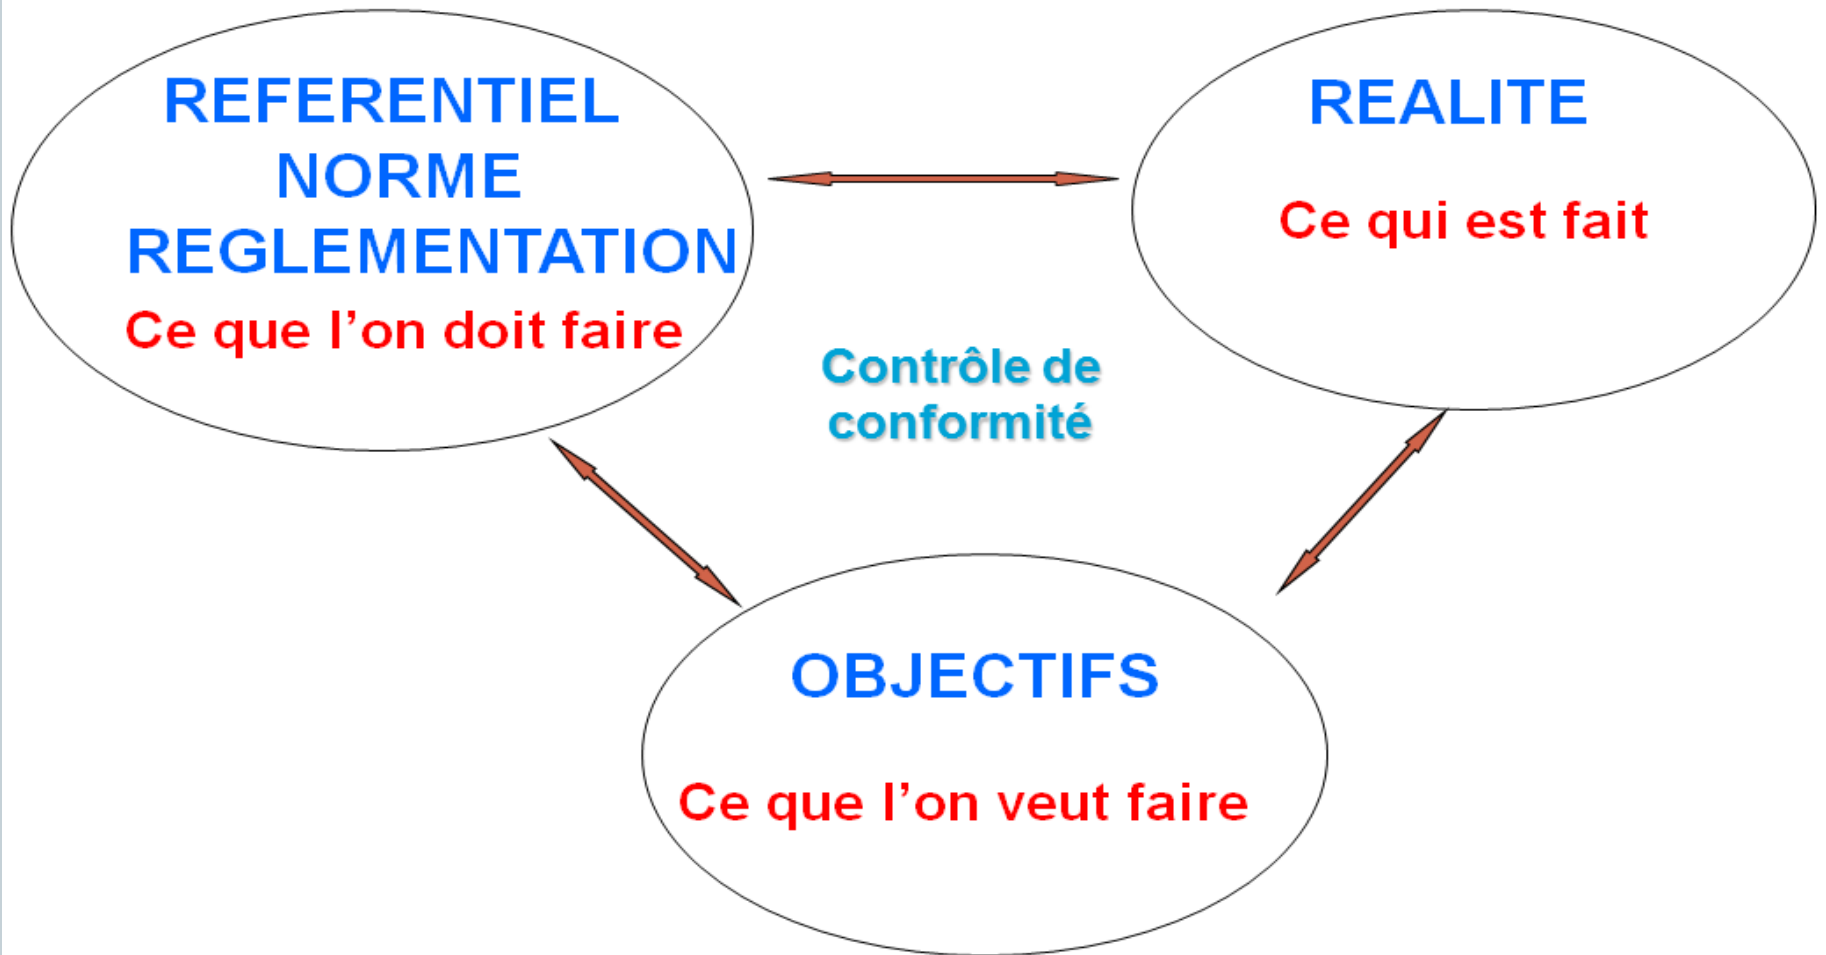 REFERENTIEL
NORME
REGLEMENTATION
Ce que l’on doit faire
REALITE
Ce qui est fait
Contrôle de
conformité
OBJECTIFS
Ce que l’on veut faire